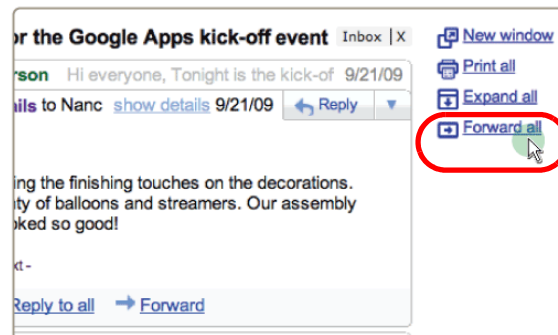 or the Google Apps kick-off event Inbox | X
New window
Print all
Expand all
Forward all
rson Hi everyone, Tonight is the kick-of 9/21/09
ils to Nanc show details 9/21/09 Reply
ing the finishing touches on the decorations.
ty of balloons and streamers. Our assembly
oked so good!
xt -
Reply to all Forward